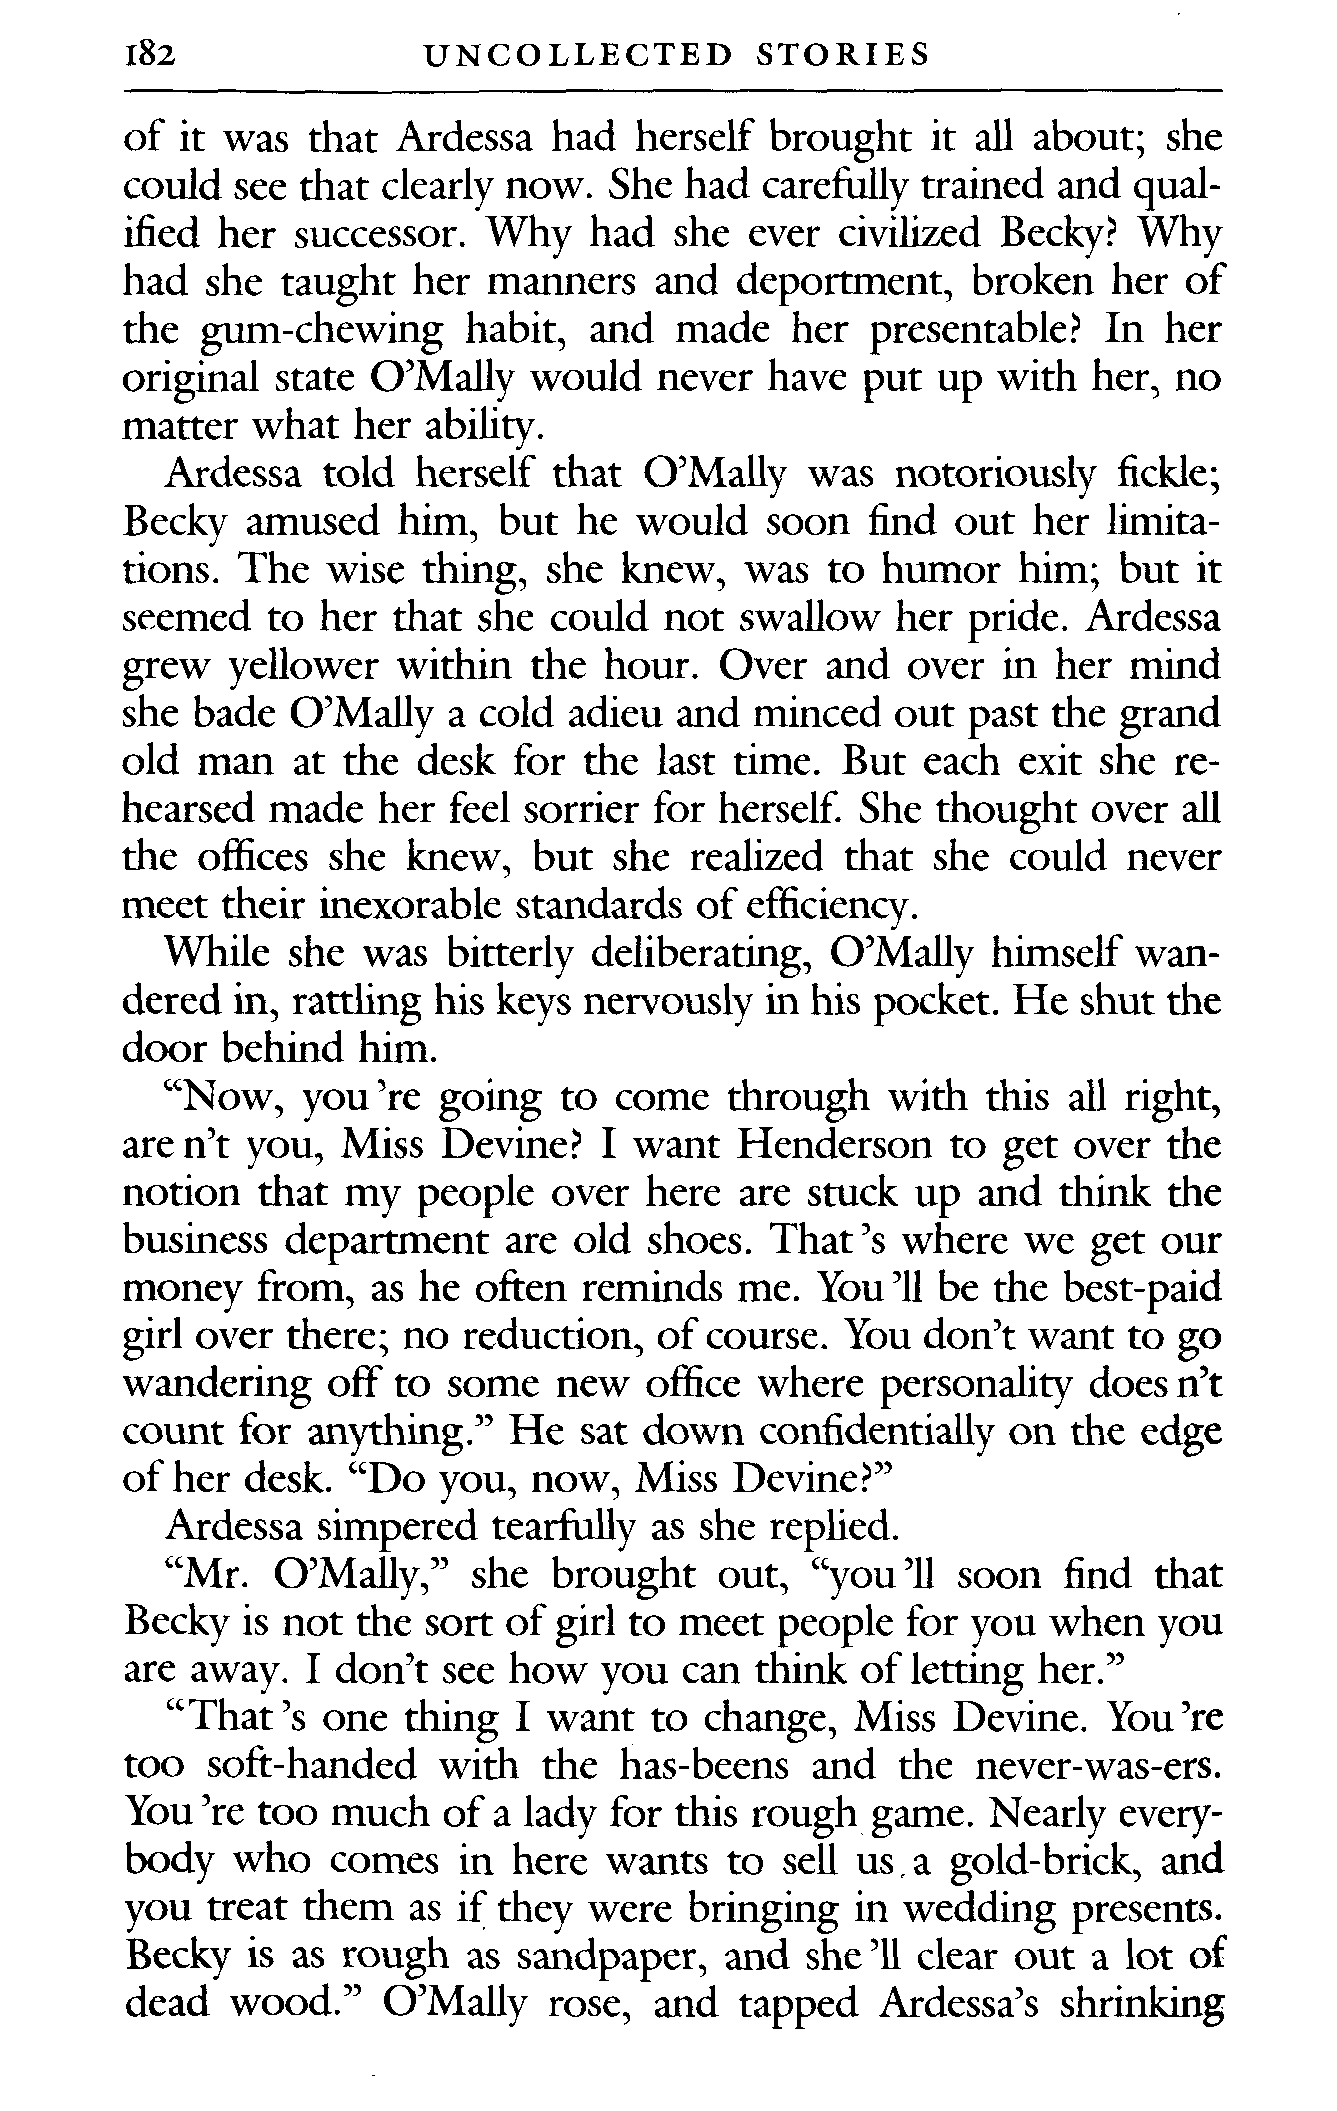 182 UNCOLLECTED STORIES
of it was that Ardessa had herself brought it all about; she
could see that clearly now. She had carefully trained and qual-
ified her successor. Why had she ever civilized Becky? Why
had she taught her manners and deportment, broken her of
the gum-chewing habit, and made her presentable? In her
original state O’Mally would never have put up with her, no
matter what her ability.
Ardessa told herself that O’Mally was notoriously fickle;
Becky amused him, but he would soon find out her limita-
tions. The wise thing, she knew, was to humor him; but it
seemed to her that she could not swallow her pride. Ardessa
grew yellower within the hour. Over and over in her mind
she bade O’Mally a cold adieu and minced out past the grand
old man at the desk for the last time. But each exit she re-
hearsed made her feel sorrier for herself. She thought over all
the offices she knew, but she realized that she could never
meet their inexorable standards of efficiency.
While she was bitterly deliberating, O’Mally himself wan-
dered in, rattling his keys nervously in his pocket. He shut the
door behind him.
“Now, you ’re going to come through with this all right,
are n’t you, Miss Devine? I want Henderson to get over the
notion that my people over here are stuck up and think the
business department are old shoes. That ’s where we get our
money from, as he often reminds me. You ’ll be the best-paid
girl over there; no reduction, of course. You don’t want to go
wandering off to some new office where personality does n’t
count for anything.” He sat down confidentially on the edge
of her desk. “Do you, now, Miss Devine?”
Ardessa simpered tearfully as she replied.
“Mr. O’Mally,” she brought out, “you ’ll soon find that
Becky is not the sort of girl to meet people for you when you
are away. I don’t see how you can think of letting her.”
“That ’s one thing I want to change, Miss Devine. You ’re
too soft-handed with the has-beens and the never-was-ers.
You ’re too much of a lady for this rough game. Nearly every-
body who comes in here wants to sell us a gold-brick, and
you treat them as if they were bringing in wedding presents.
Becky is as rough as sandpaper, and she ’ll clear out a lot of
dead wood.” O’Mally rose, and tapped Ardessa’s shrinking